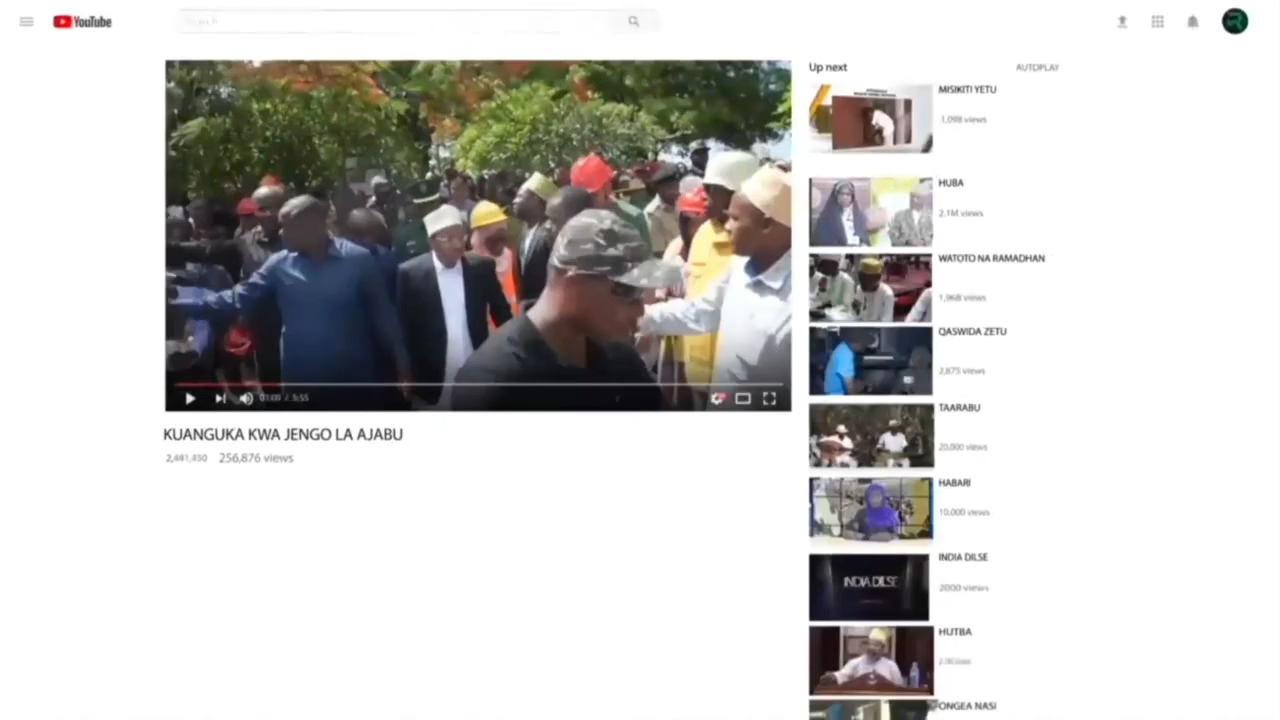 YouTube
KUANGUKA KWA JENGO LA AJABU
256,876 views
Up next
AUTOPLAY
MISIKITI YETU
1,098 views
HUBA
2.1M views
WATOTO NA RAMADHAN
1,968 views
QASWIDA ZETU
2,875 views
TAARABU
20,000 views
HABARI
10,000 views
INDIA DILSE
INDIA DILSE
2000 views
HUTBA
ONGEA NASI